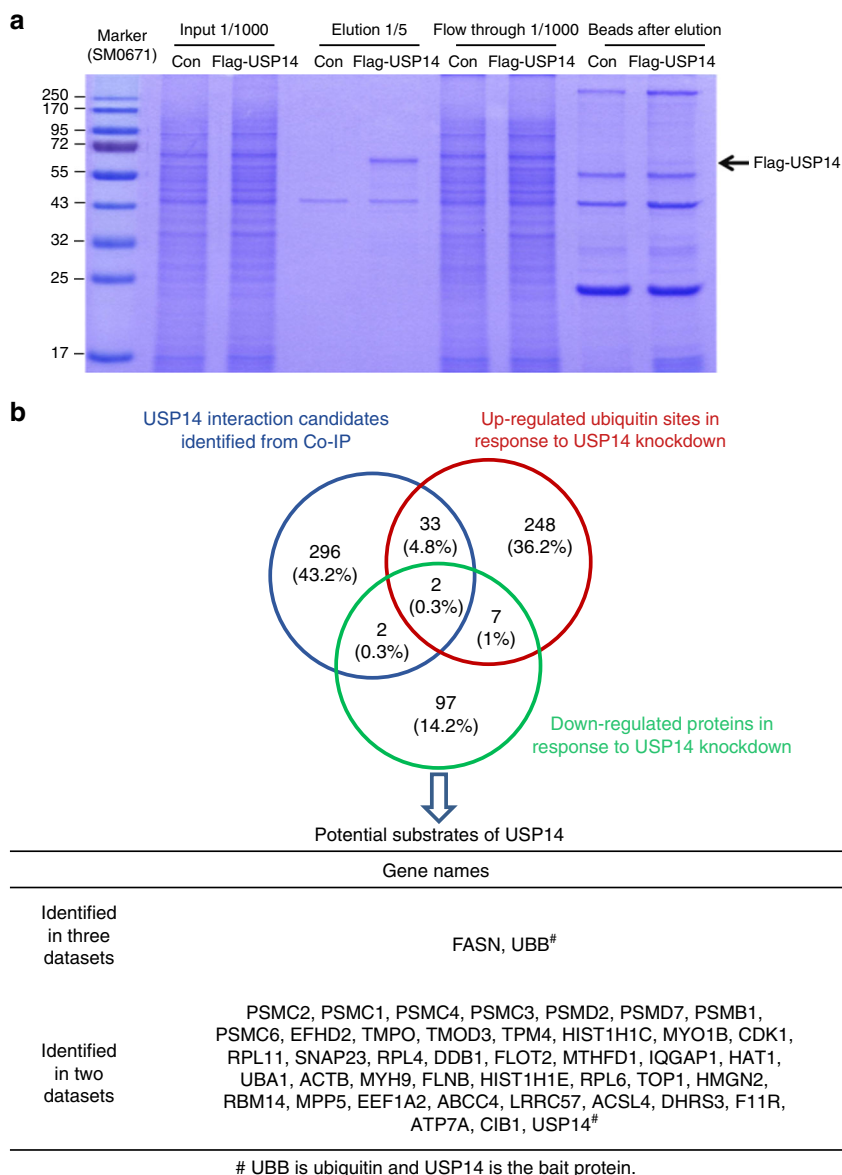 a
Marker
(SM0671)
Input 1/1000
Elution 1/5
Flow through 1/1000
Beads after elution
Con Flag-USP14
Con Flag-USP14
Con Flag-USP14
Con Flag-USP14
250
170
95
72
55
43
32
25
17
Flag-USP14
b
USP14 interaction candidates
identified from Co-IP
Up-regulated ubiquitin sites in
response to USP14 knockdown
296
(43.2%)
33
(4.8%)
248
(36.2%)
2
(0.3%)
2
(0.3%)
7
(1%)
97
(14.2%)
Down-regulated proteins in
response to USP14 knockdown
Potential substrates of USP14
Gene names
Identified
in three
datasets
FASN, UBB#
Identified
in two
datasets
PSMC2, PSMC1, PSMC4, PSMC3, PSMD2, PSMD7, PSMB1,
PSMC6, EFHD2, TMPO, TMOD3, TPM4, HIST1H1C, MYO1B, CDK1,
RPL11, SNAP23, RPL4, DDB1, FLOT2, MTHFD1, IQGAP1, HAT1,
UBA1, ACTB, MYH9, FLNB, HIST1H1E, RPL6, TOP1, HMGN2,
RBM14, MPP5, EEF1A2, ABCC4, LRRC57, ACSL4, DHRS3, F11R,
ATP7A, CIB1, USP14#
# UBB is ubiquitin and USP14 is the bait protein.